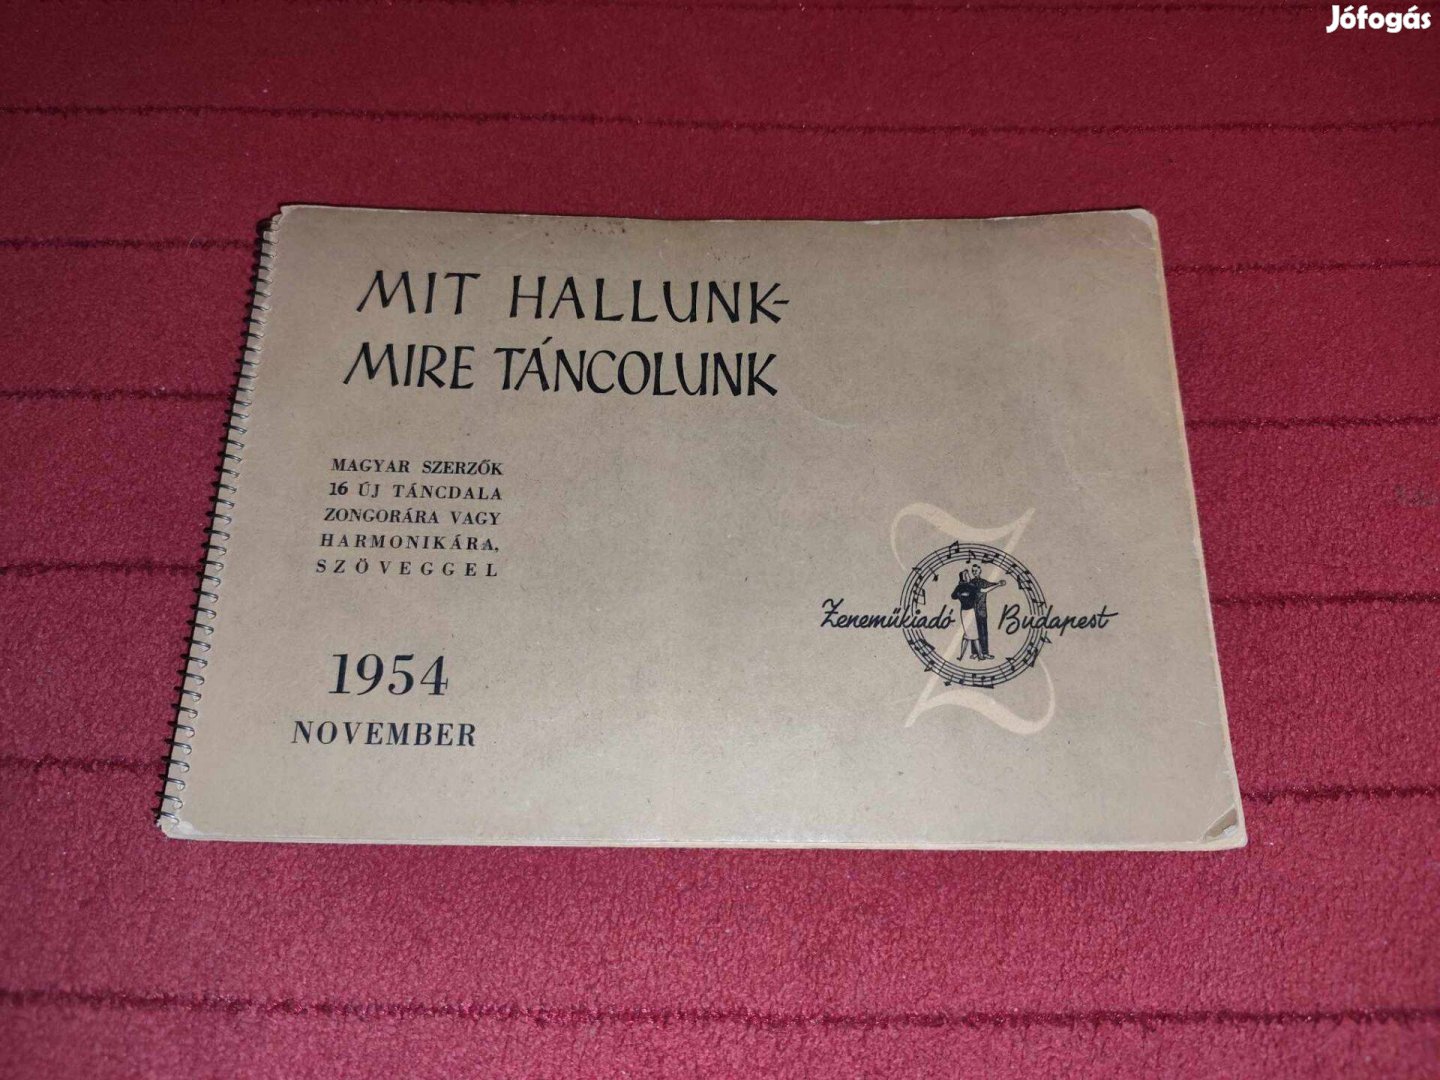 Jófogás
MIT HALLUNK-
MIRE TÁNCOLUNK
MAGYAR SZERZŐK
16 ÚJ TÁNCDALA
ZONGORÁRA VAGY
HARMONIKÁRA,
SZÖVEGGEL
1954
NOVEMBER
Z
Zeneműkiadó Budapest